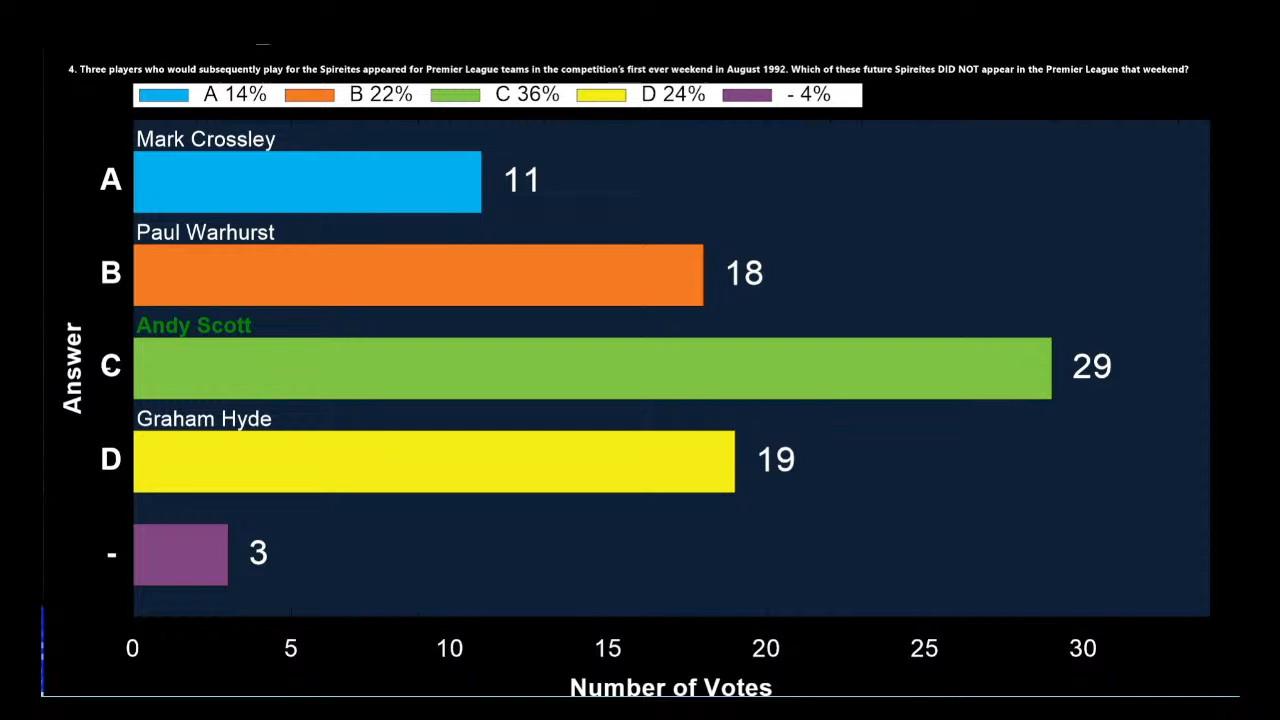 4. Three players who would subsequently play for the Spireites appeared for Premier League teams in the competition's first ever weekend in August 1992. Which of these future Spireites DID NOT appear in the Premier League that weekend?
A 14% B 22% C 36% D 24% - 4%
Mark Crossley
A 11
Paul Warhurst
B 18
Andy Scott
C 29
Graham Hyde
D 19
- 3
Answer
0 5 10 15 20 25 30
Number of Votes